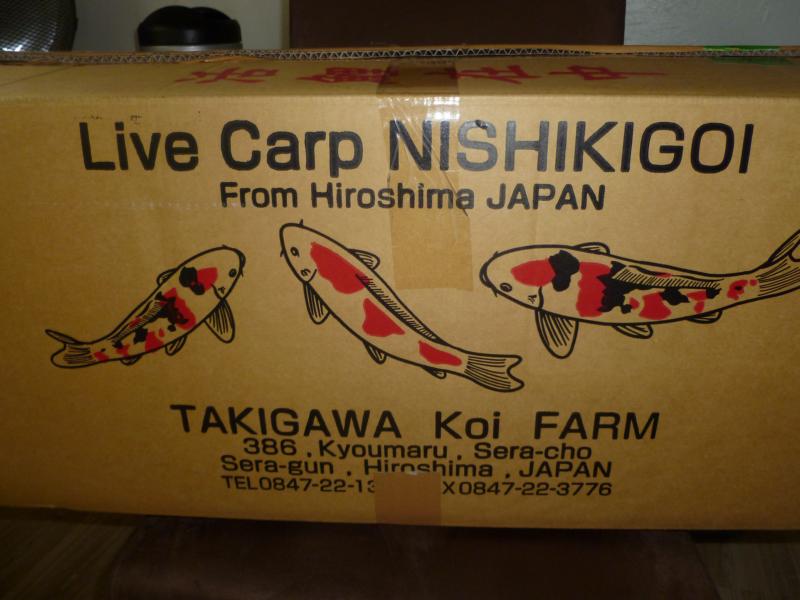 Live Carp NISHIKIGOI
From Hiroshima JAPAN
TAKIGAWA Koi FARM
386 , Kyoumaru , Sera-cho
Sera-gun , Hiroshima , JAPAN
TEL0847-22-1 X0847-22-3776